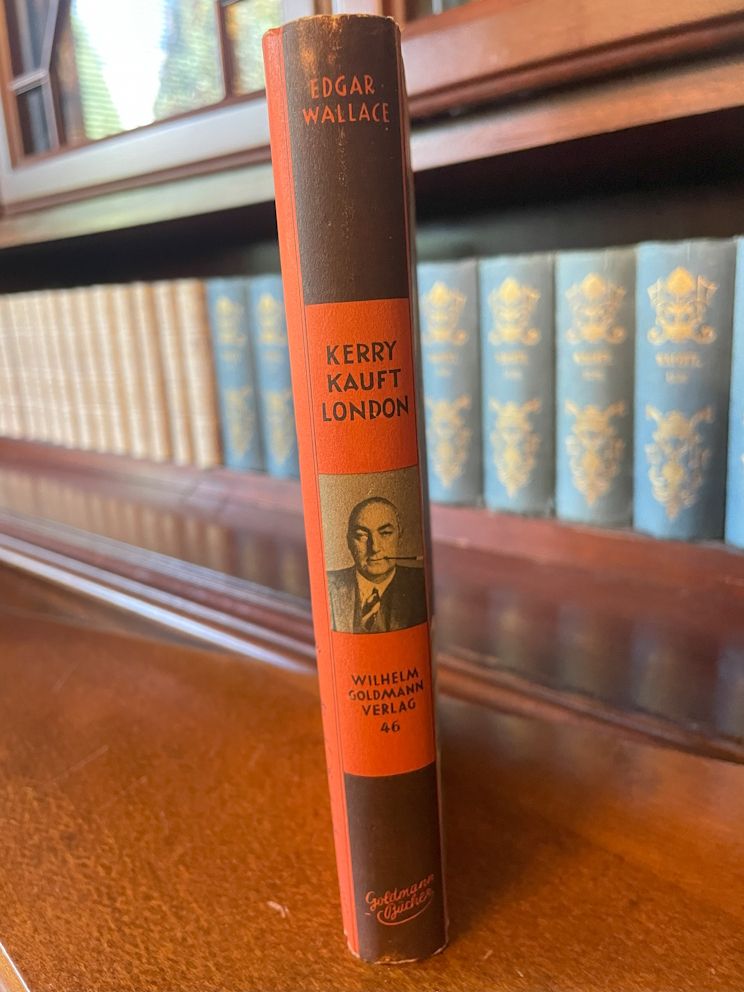 EDGAR
WALLACE
KERRY
KAUFT
LONDON
WILHELM
GOLDMANN
VERLAG
46
Goldmann
Bücher